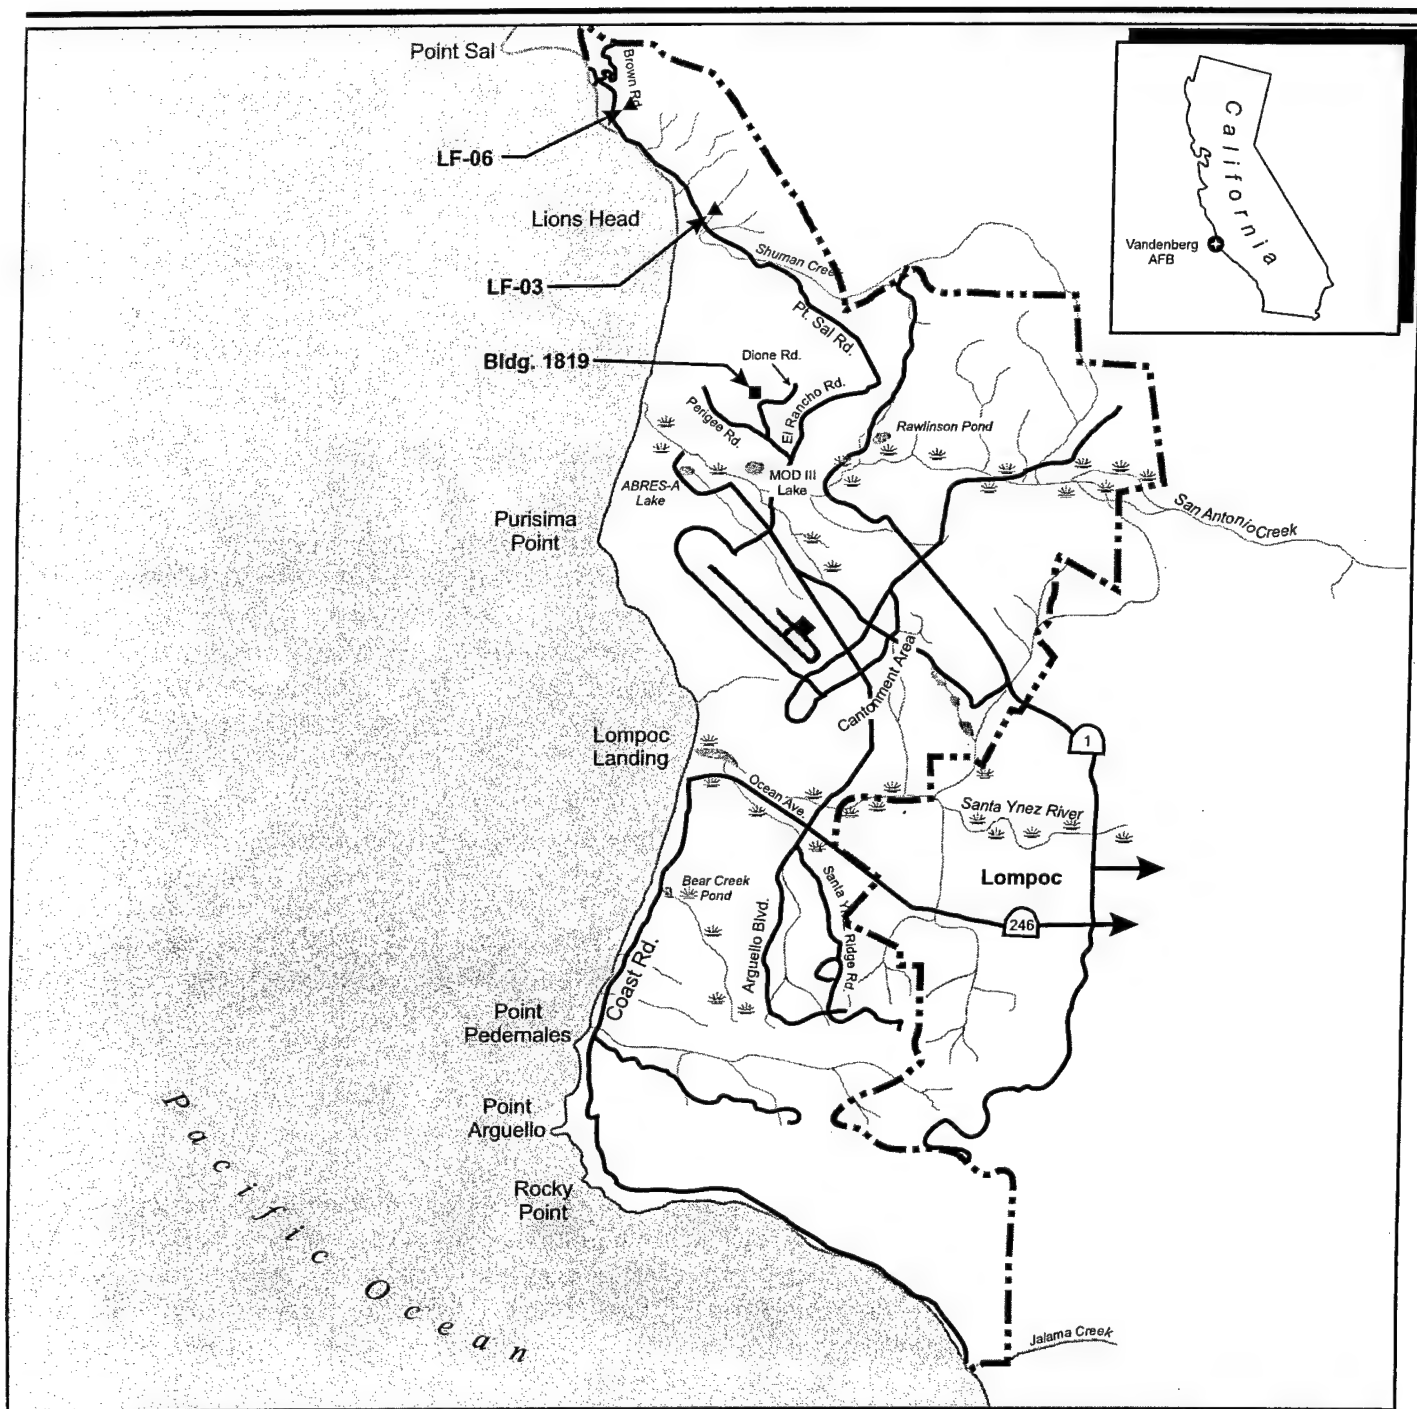 Point Sal
Brown Rd.
California
LF-06
Lions Head
Vandenberg
AFB
Shuman Creek
LF-03
Pt. Sal Rd.
Bldg. 1819
Dione Rd.
El Rancho Rd.
Perigee Rd.
Rawlinson Pond
MOD III
Lake
ABRES-A
Lake
San Antonio Creek
Purisima
Point
Cantonment Area
Lompoc
Landing
1
Ocean Ave.
Santa Ynez River
Lompoc
Bear Creek
Pond
Santa Ynez Ridge Rd.
246
Arguello Blvd.
Coast Rd.
Point
Pedernales
Point
Arguello
Rocky
Point
Pacific Ocean
Jalama Creek